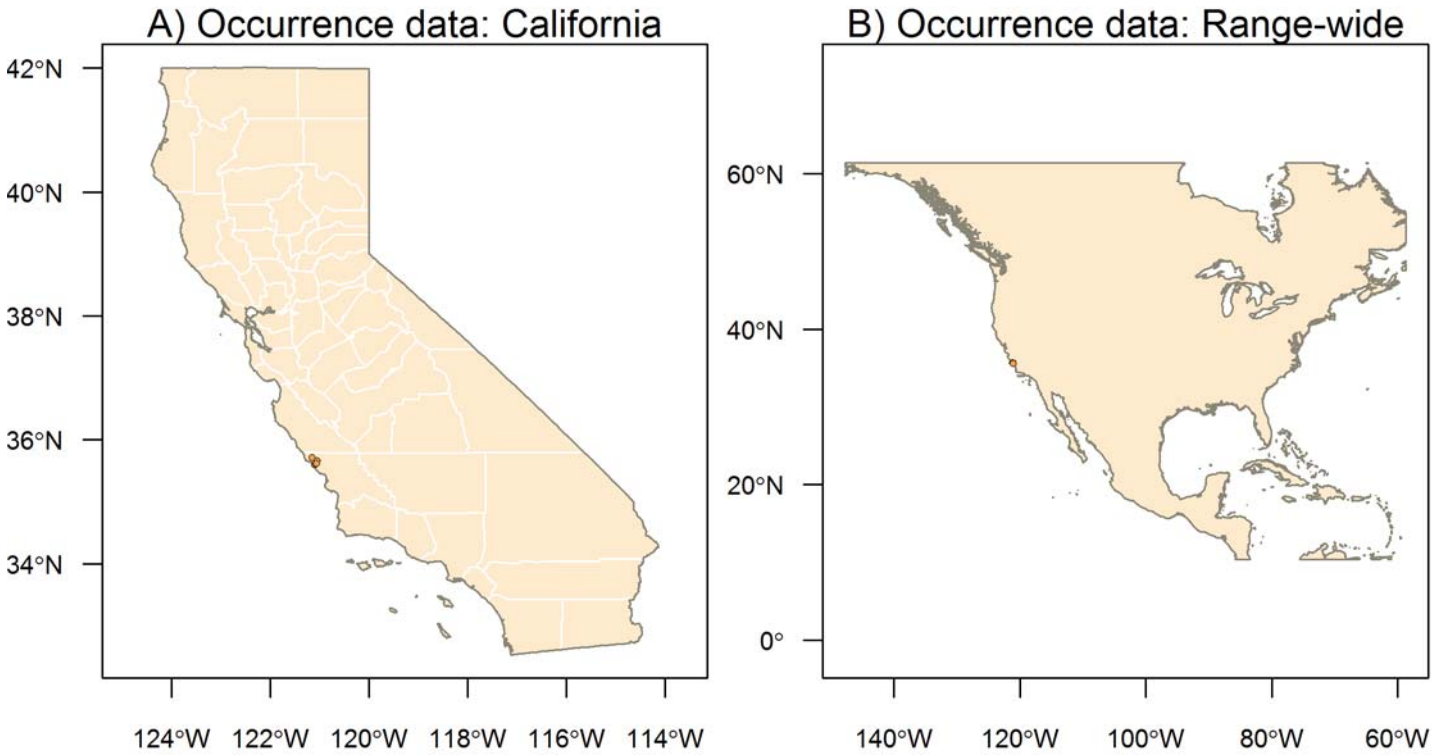 A) Occurrence data: California
42°N
40°N
38°N
36°N
34°N
124°W 122°W 120°W 118°W 116°W 114°W
B) Occurrence data: Range-wide
60°N
40°N
20°N
0°
140°W 120°W 100°W 80°W 60°W